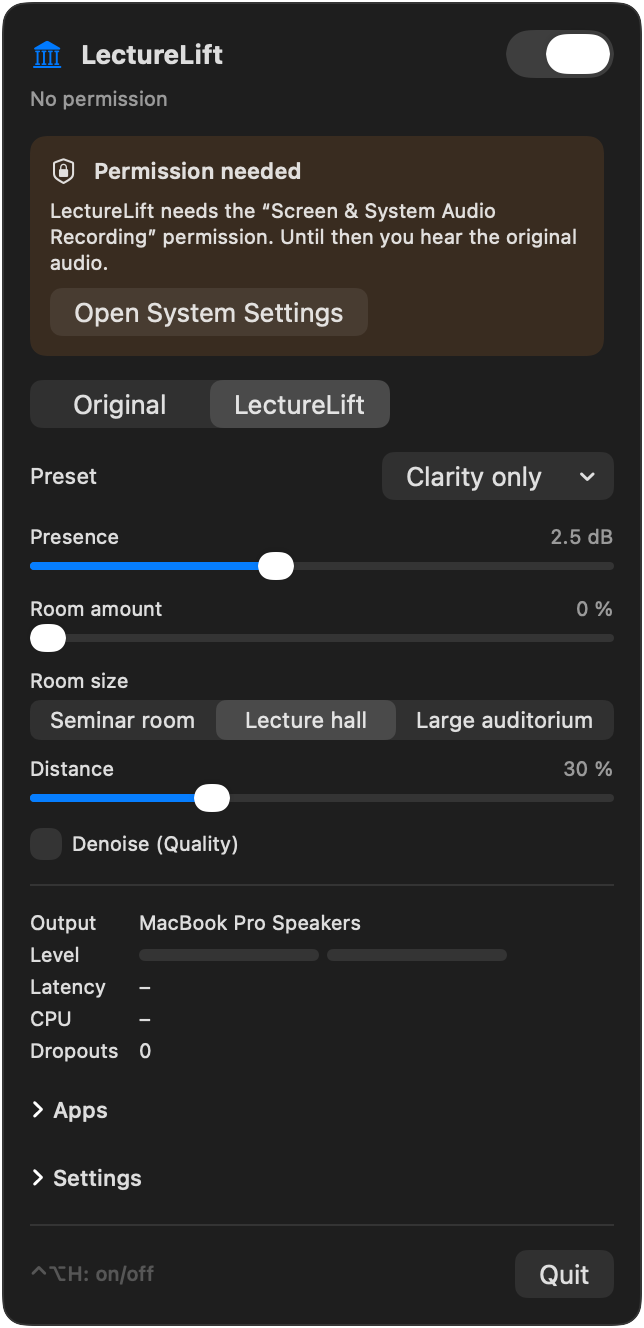 LectureLift
No permission
Permission needed
LectureLift needs the “Screen & System Audio
Recording” permission. Until then you hear the original
audio.
Open System Settings
Original LectureLift
Preset Clarity only
Presence 2.5 dB
Room amount 0 %
Room size
Seminar room Lecture hall Large auditorium
Distance 30 %
Denoise (Quality)
Output MacBook Pro Speakers
Level
Latency –
CPU –
Dropouts 0
Apps
Settings
^⌥H: on/off Quit